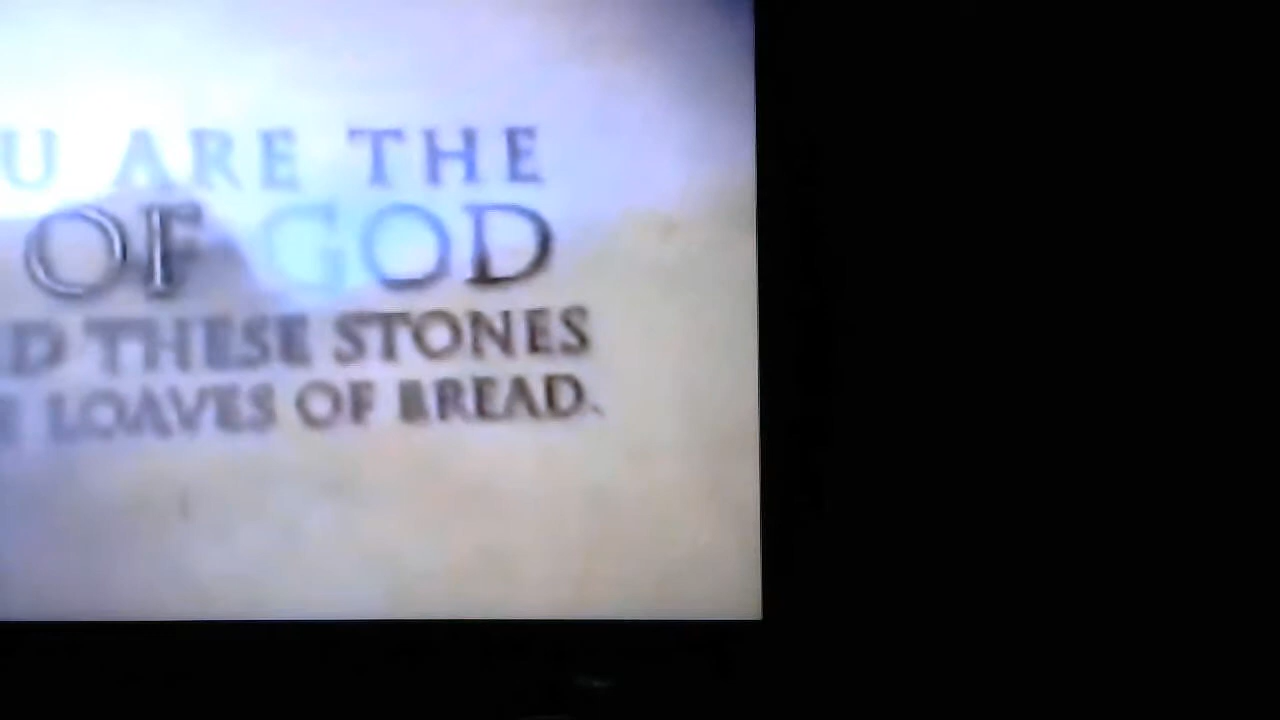 U ARE THE
OF GOD
D THESE STONES
E LOAVES OF BREAD.